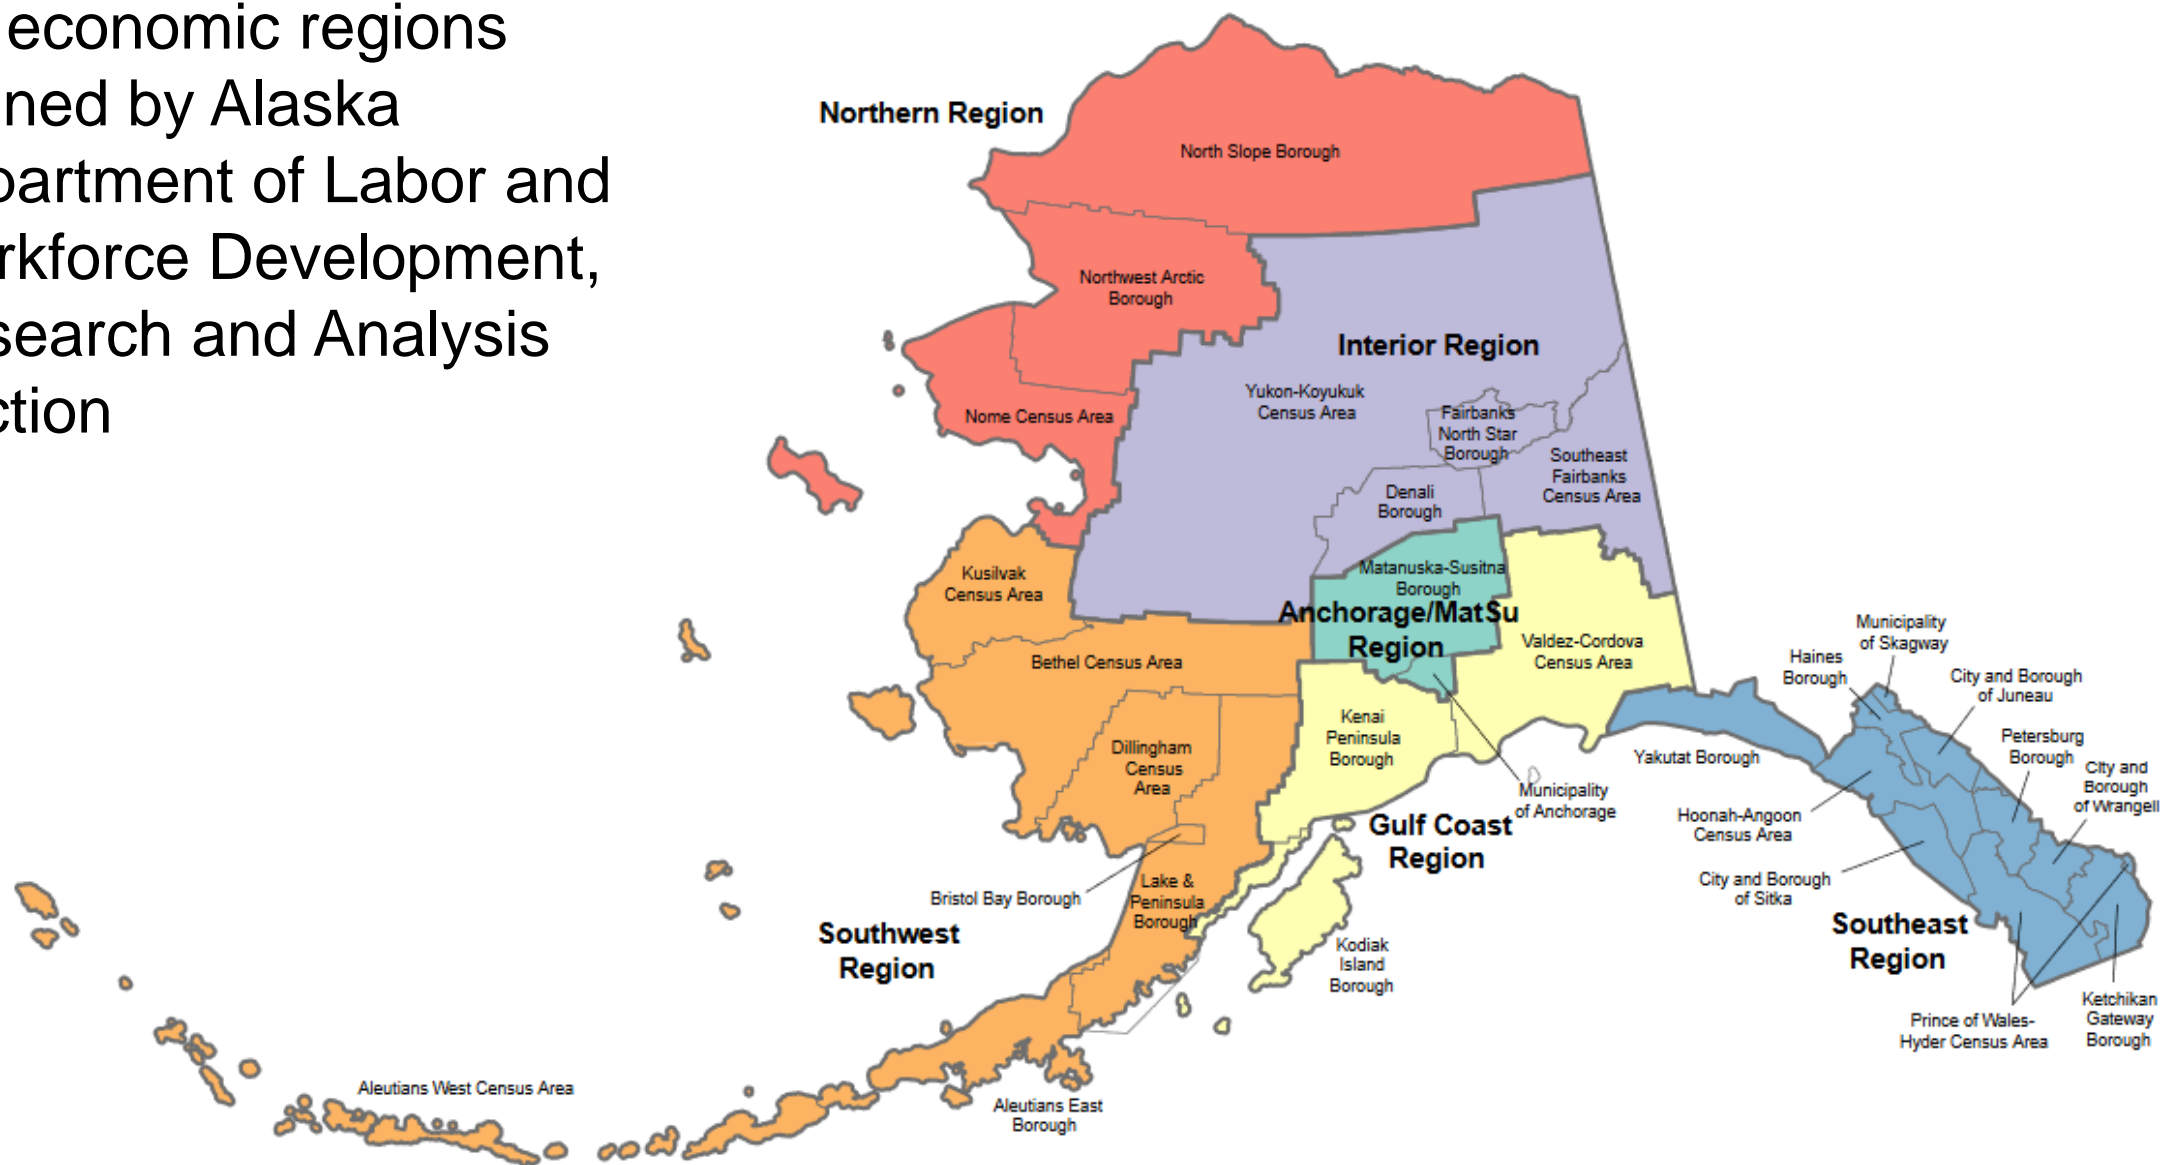 economic regions
ned by Alaska
partment of Labor and
rkforce Development,
search and Analysis
ction
Northern Region
North Slope Borough
Northwest Arctic
Borough
Nome Census Area
Interior Region
Yukon-Koyukuk
Census Area
Fairbanks
North Star
Borough
Southeast
Fairbanks
Census Area
Denali
Borough
Kusilvak
Census Area
Matanuska-Susitna
Borough
Anchorage/MatSu
Region
Valdez-Cordova
Census Area
Bethel Census Area
Dillingham
Census
Area
Kenai
Peninsula
Borough
Municipality
of Anchorage
Gulf Coast
Region
Bristol Bay Borough
Lake &
Peninsula
Borough
Southwest
Region
Kodiak
Island
Borough
Aleutians West Census Area
Aleutians East
Borough
Municipality
of Skagway
Haines
Borough
City and Borough
of Juneau
Petersburg
Borough
City and
Borough
of Wrangell
Yakutat Borough
Hoonah-Angoon
Census Area
City and Borough
of Sitka
Southeast
Region
Prince of Wales-
Hyder Census Area
Ketchikan
Gateway
Borough